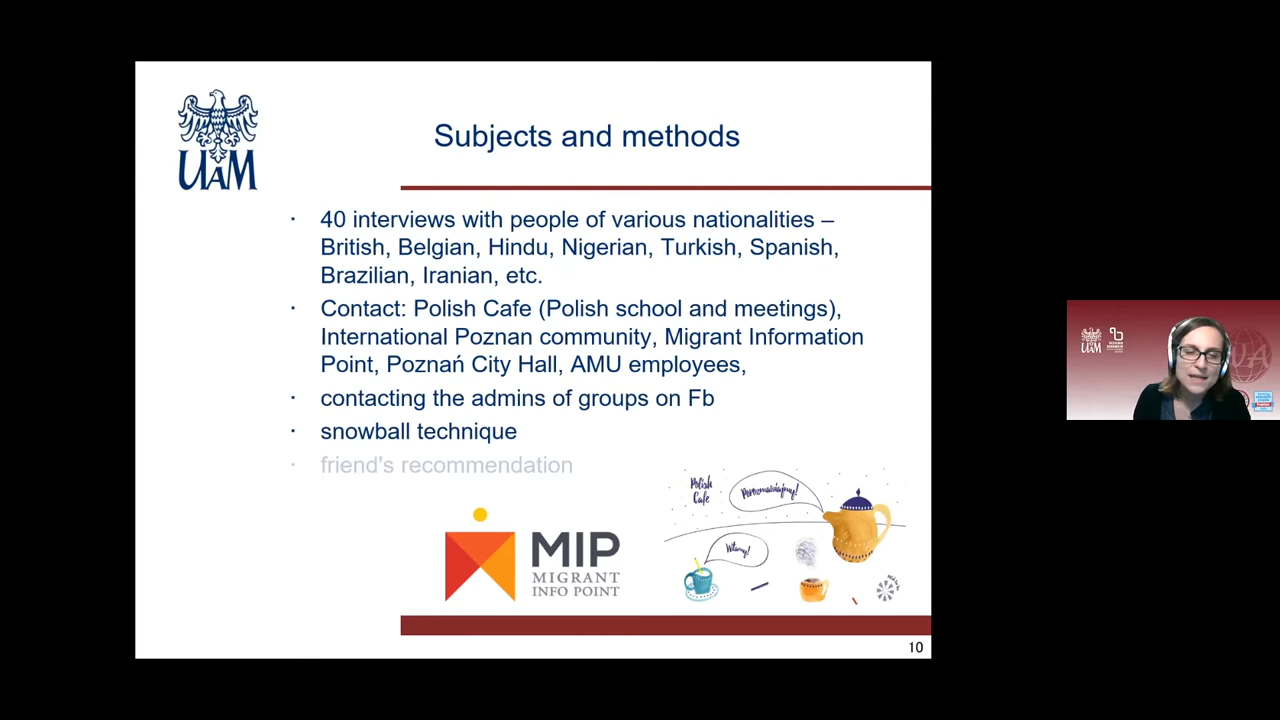 UAM
Subjects and methods
· 40 interviews with people of various nationalities –
British, Belgian, Hindu, Nigerian, Turkish, Spanish,
Brazilian, Iranian, etc.
· Contact: Polish Cafe (Polish school and meetings),
International Poznan community, Migrant Information
Point, Poznań City Hall, AMU employees,
· contacting the admins of groups on Fb
· snowball technique
· friend's recommendation
Polish
Cafe
Porozmawiajmy!
Witamy!
MIP
MIGRANT
INFO POINT
10
UAM